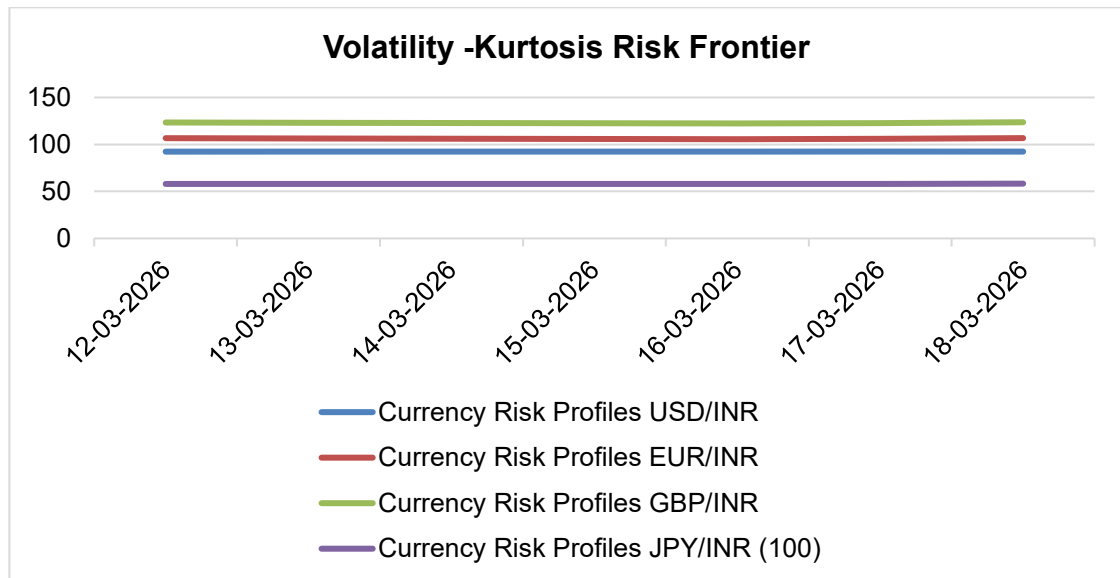 Volatility -Kurtosis Risk Frontier
150
100
50
0
12-03-2026
13-03-2026
14-03-2026
15-03-2026
16-03-2026
17-03-2026
18-03-2026
Currency Risk Profiles USD/INR
Currency Risk Profiles EUR/INR
Currency Risk Profiles GBP/INR
Currency Risk Profiles JPY/INR (100)